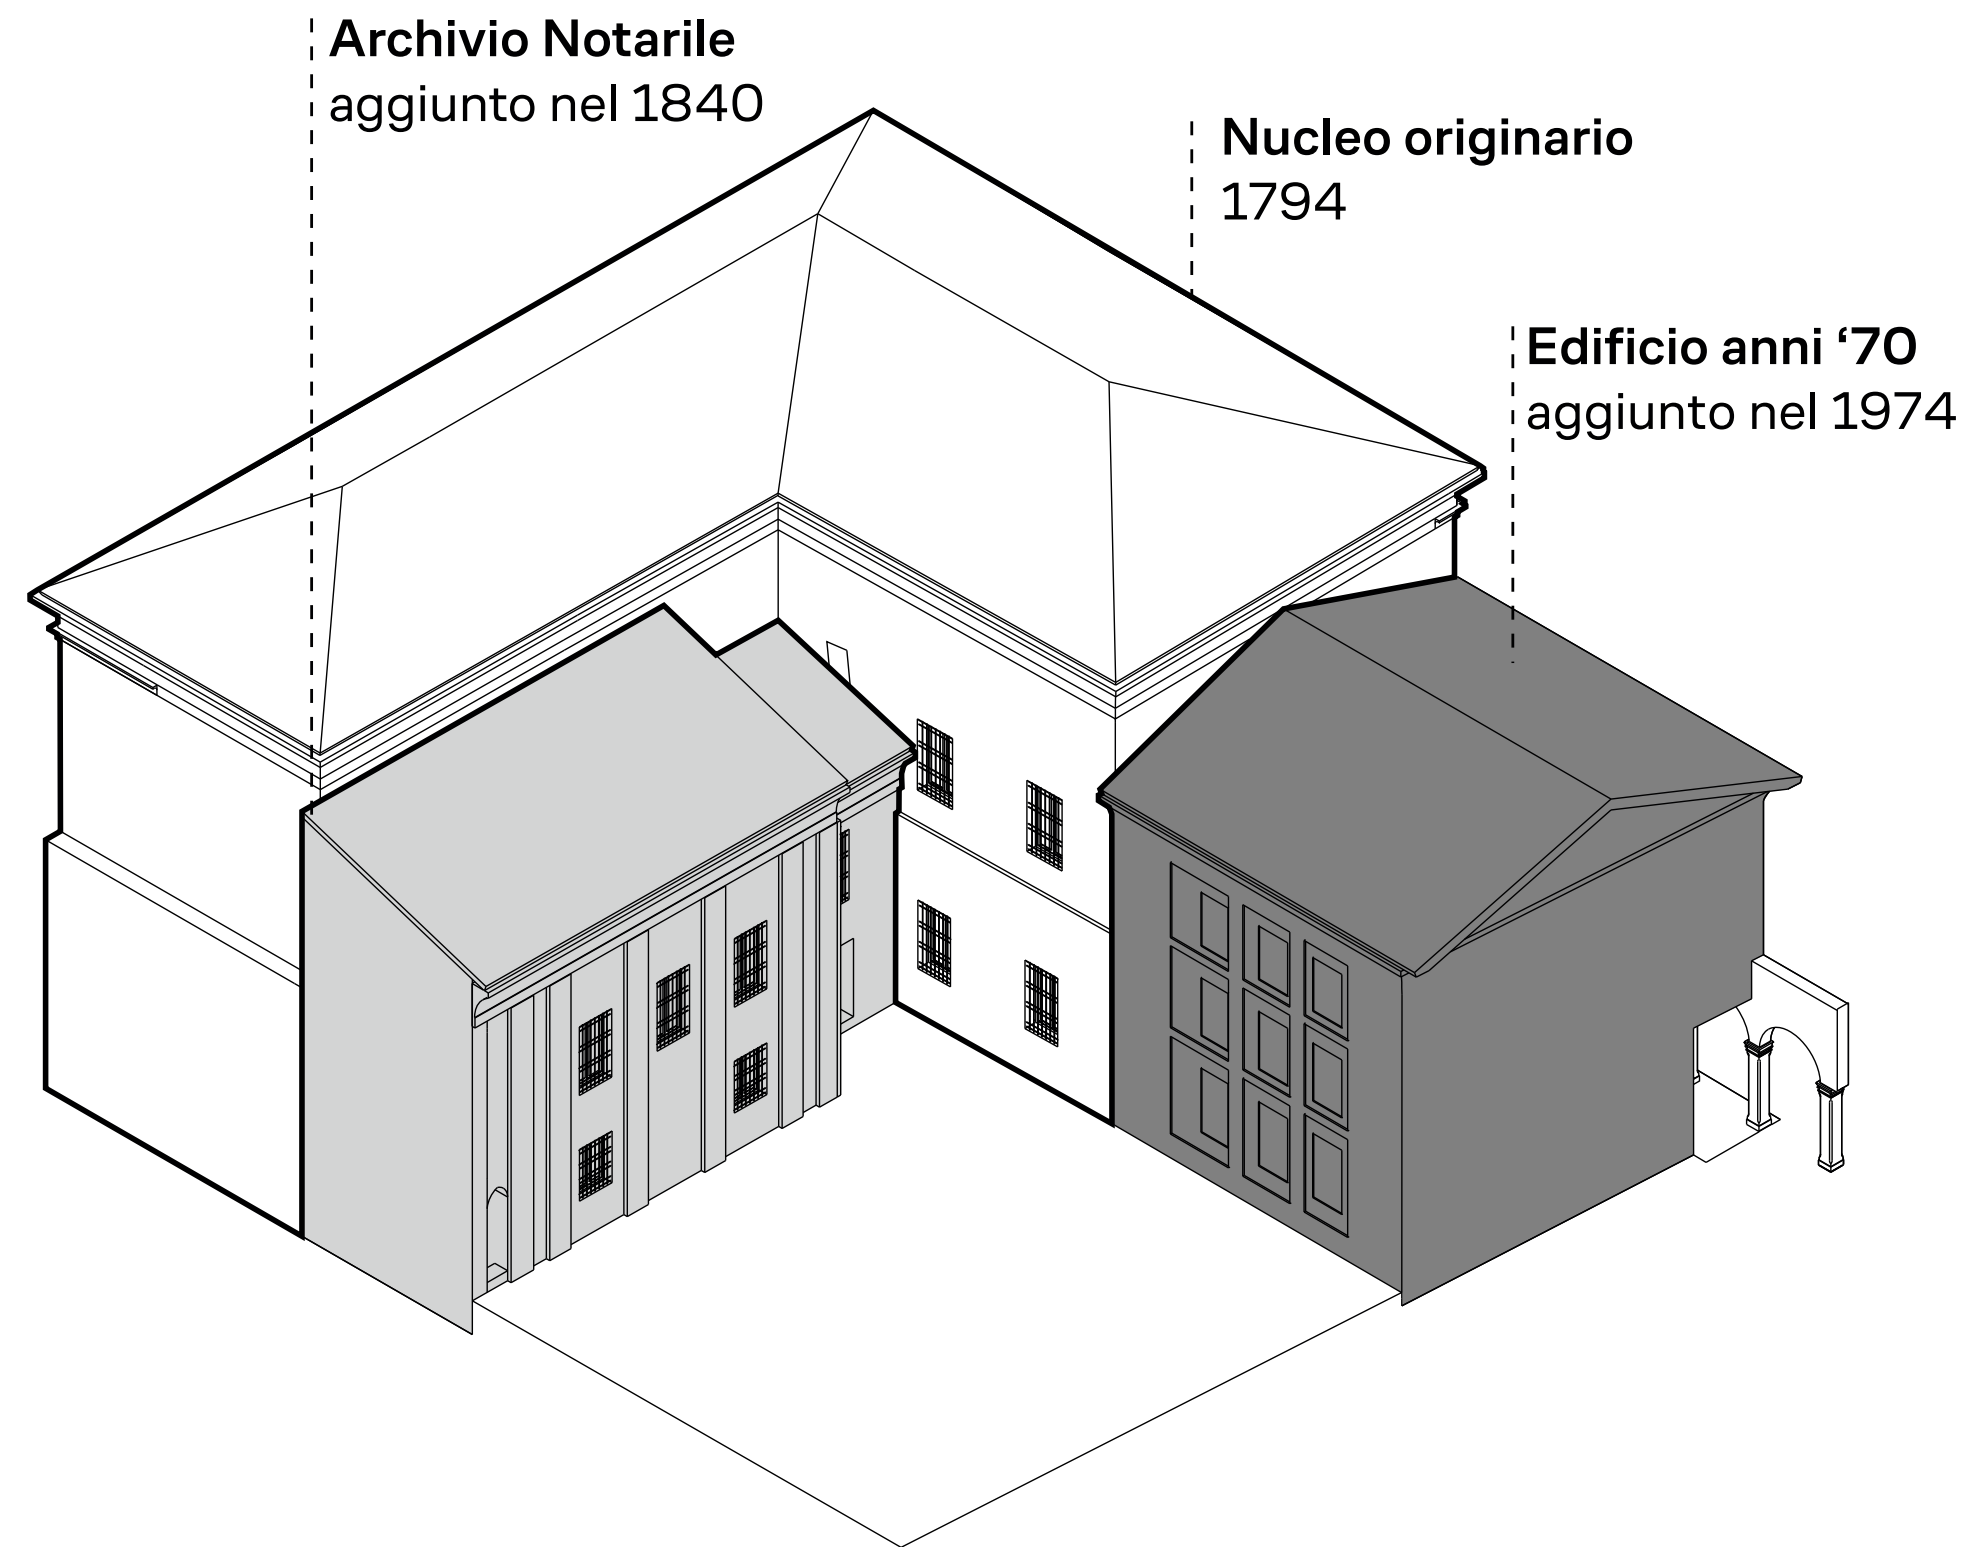 Archivio Notarile
aggiunto nel 1840
Nucleo originario
1794
Edificio anni ‘70
aggiunto nel 1974